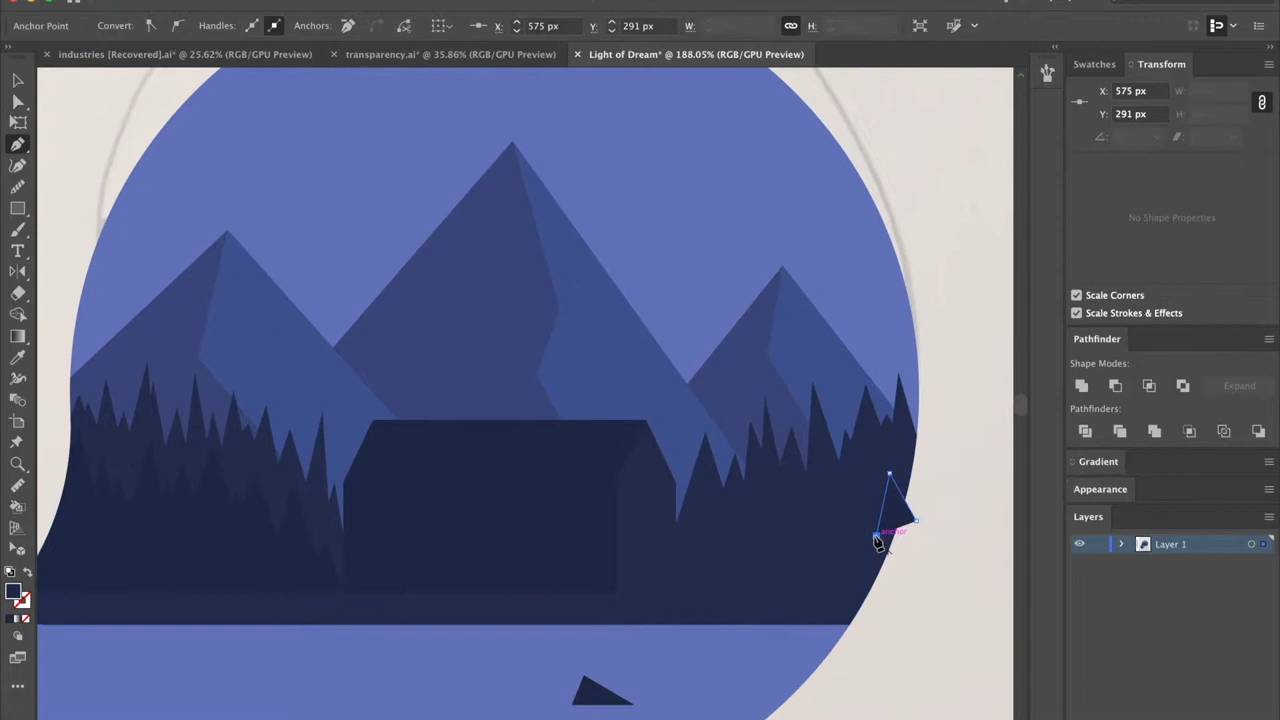 Anchor Point
Convert:
Handles:
Anchors:
X:
575 px
Y:
291 px
W:
H:
industries [Recovered].ai* @ 25.62% (RGB/GPU Preview)
transparency.ai* @ 35.86% (RGB/GPU Preview)
Light of Dream* @ 188.05% (RGB/GPU Preview)
Swatches
Transform
X:
575 px
W:
Y:
291 px
H:
No Shape Properties
Scale Corners
Scale Strokes & Effects
Pathfinder
Shape Modes:
Expand
Pathfinders:
Gradient
Appearance
Layers
Layer 1
anchor